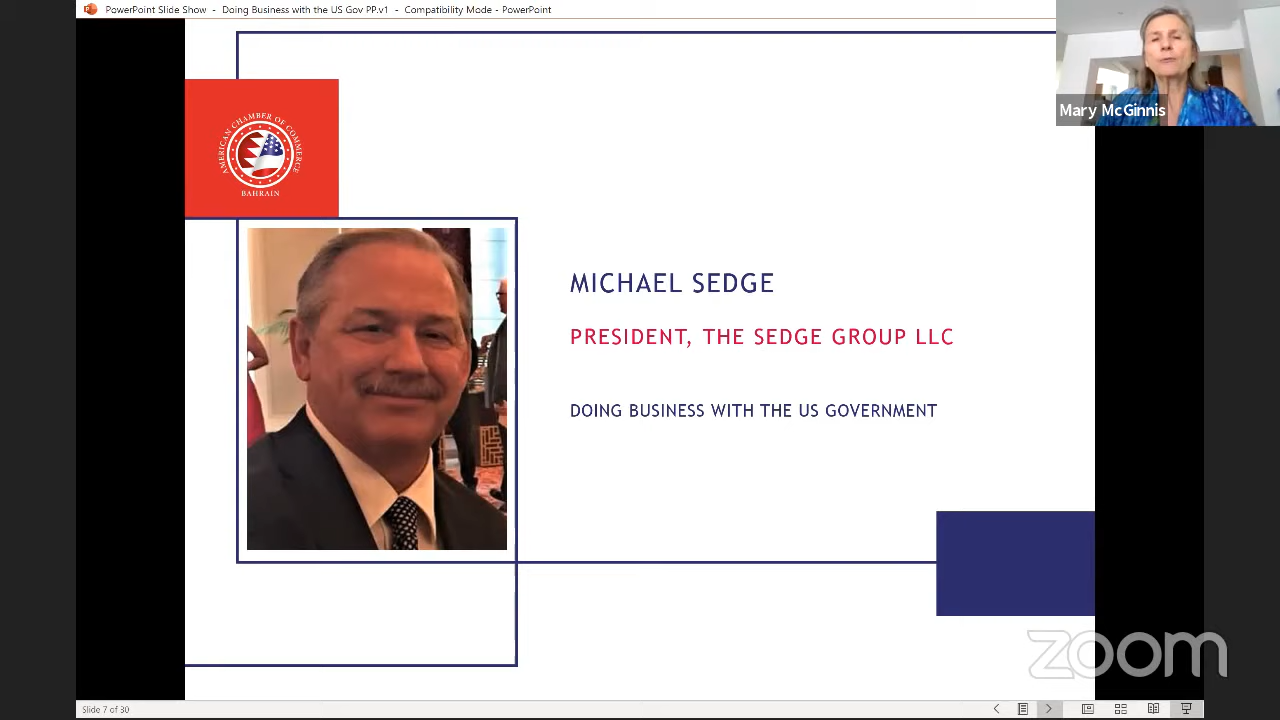 PowerPoint Slide Show - Doing Business with the US Gov PP.v1 - Compatibility Mode - PowerPoint
Mary McGinnis
AMERICAN CHAMBER OF COMMERCE
BAHRAIN
MICHAEL SEDGE
PRESIDENT, THE SEDGE GROUP LLC
DOING BUSINESS WITH THE US GOVERNMENT
zoom
Slide 7 of 30